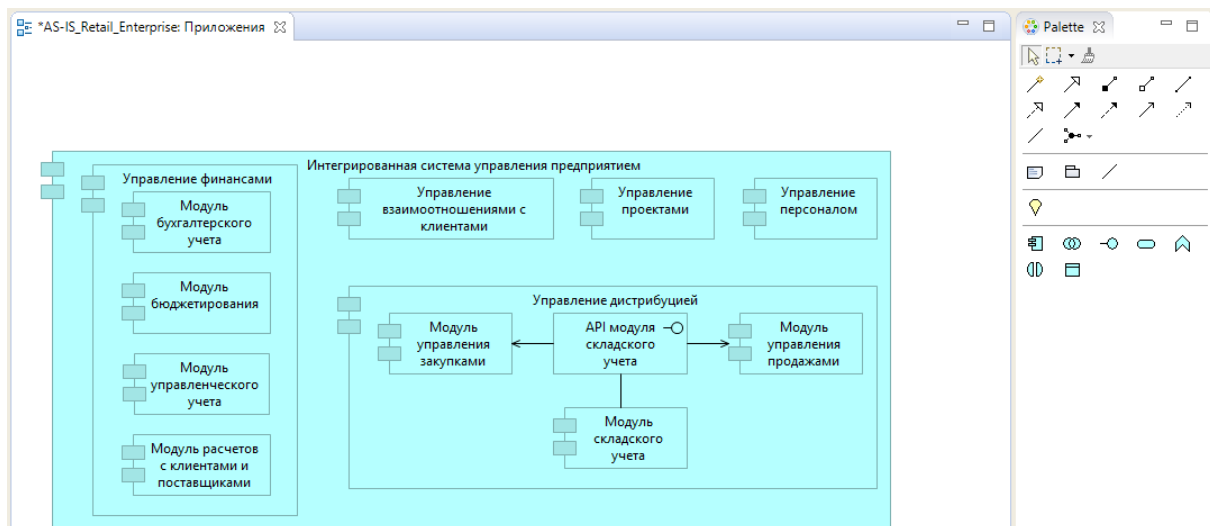 *AS-IS_Retail_Enterprise: Приложения
Palette
Интегрированная система управления предприятием
Управление финансами
Модуль
бухгалтерского
учета
Модуль
бюджетирования
Модуль
управленческого
учета
Модуль расчетов
с клиентами и
поставщиками
Управление
взаимоотношениями с
клиентами
Управление
проектами
Управление
персоналом
Управление дистрибуцией
Модуль
управления
закупками
API модуля
складского
учета
Модуль
управления
продажами
Модуль
складского
учета